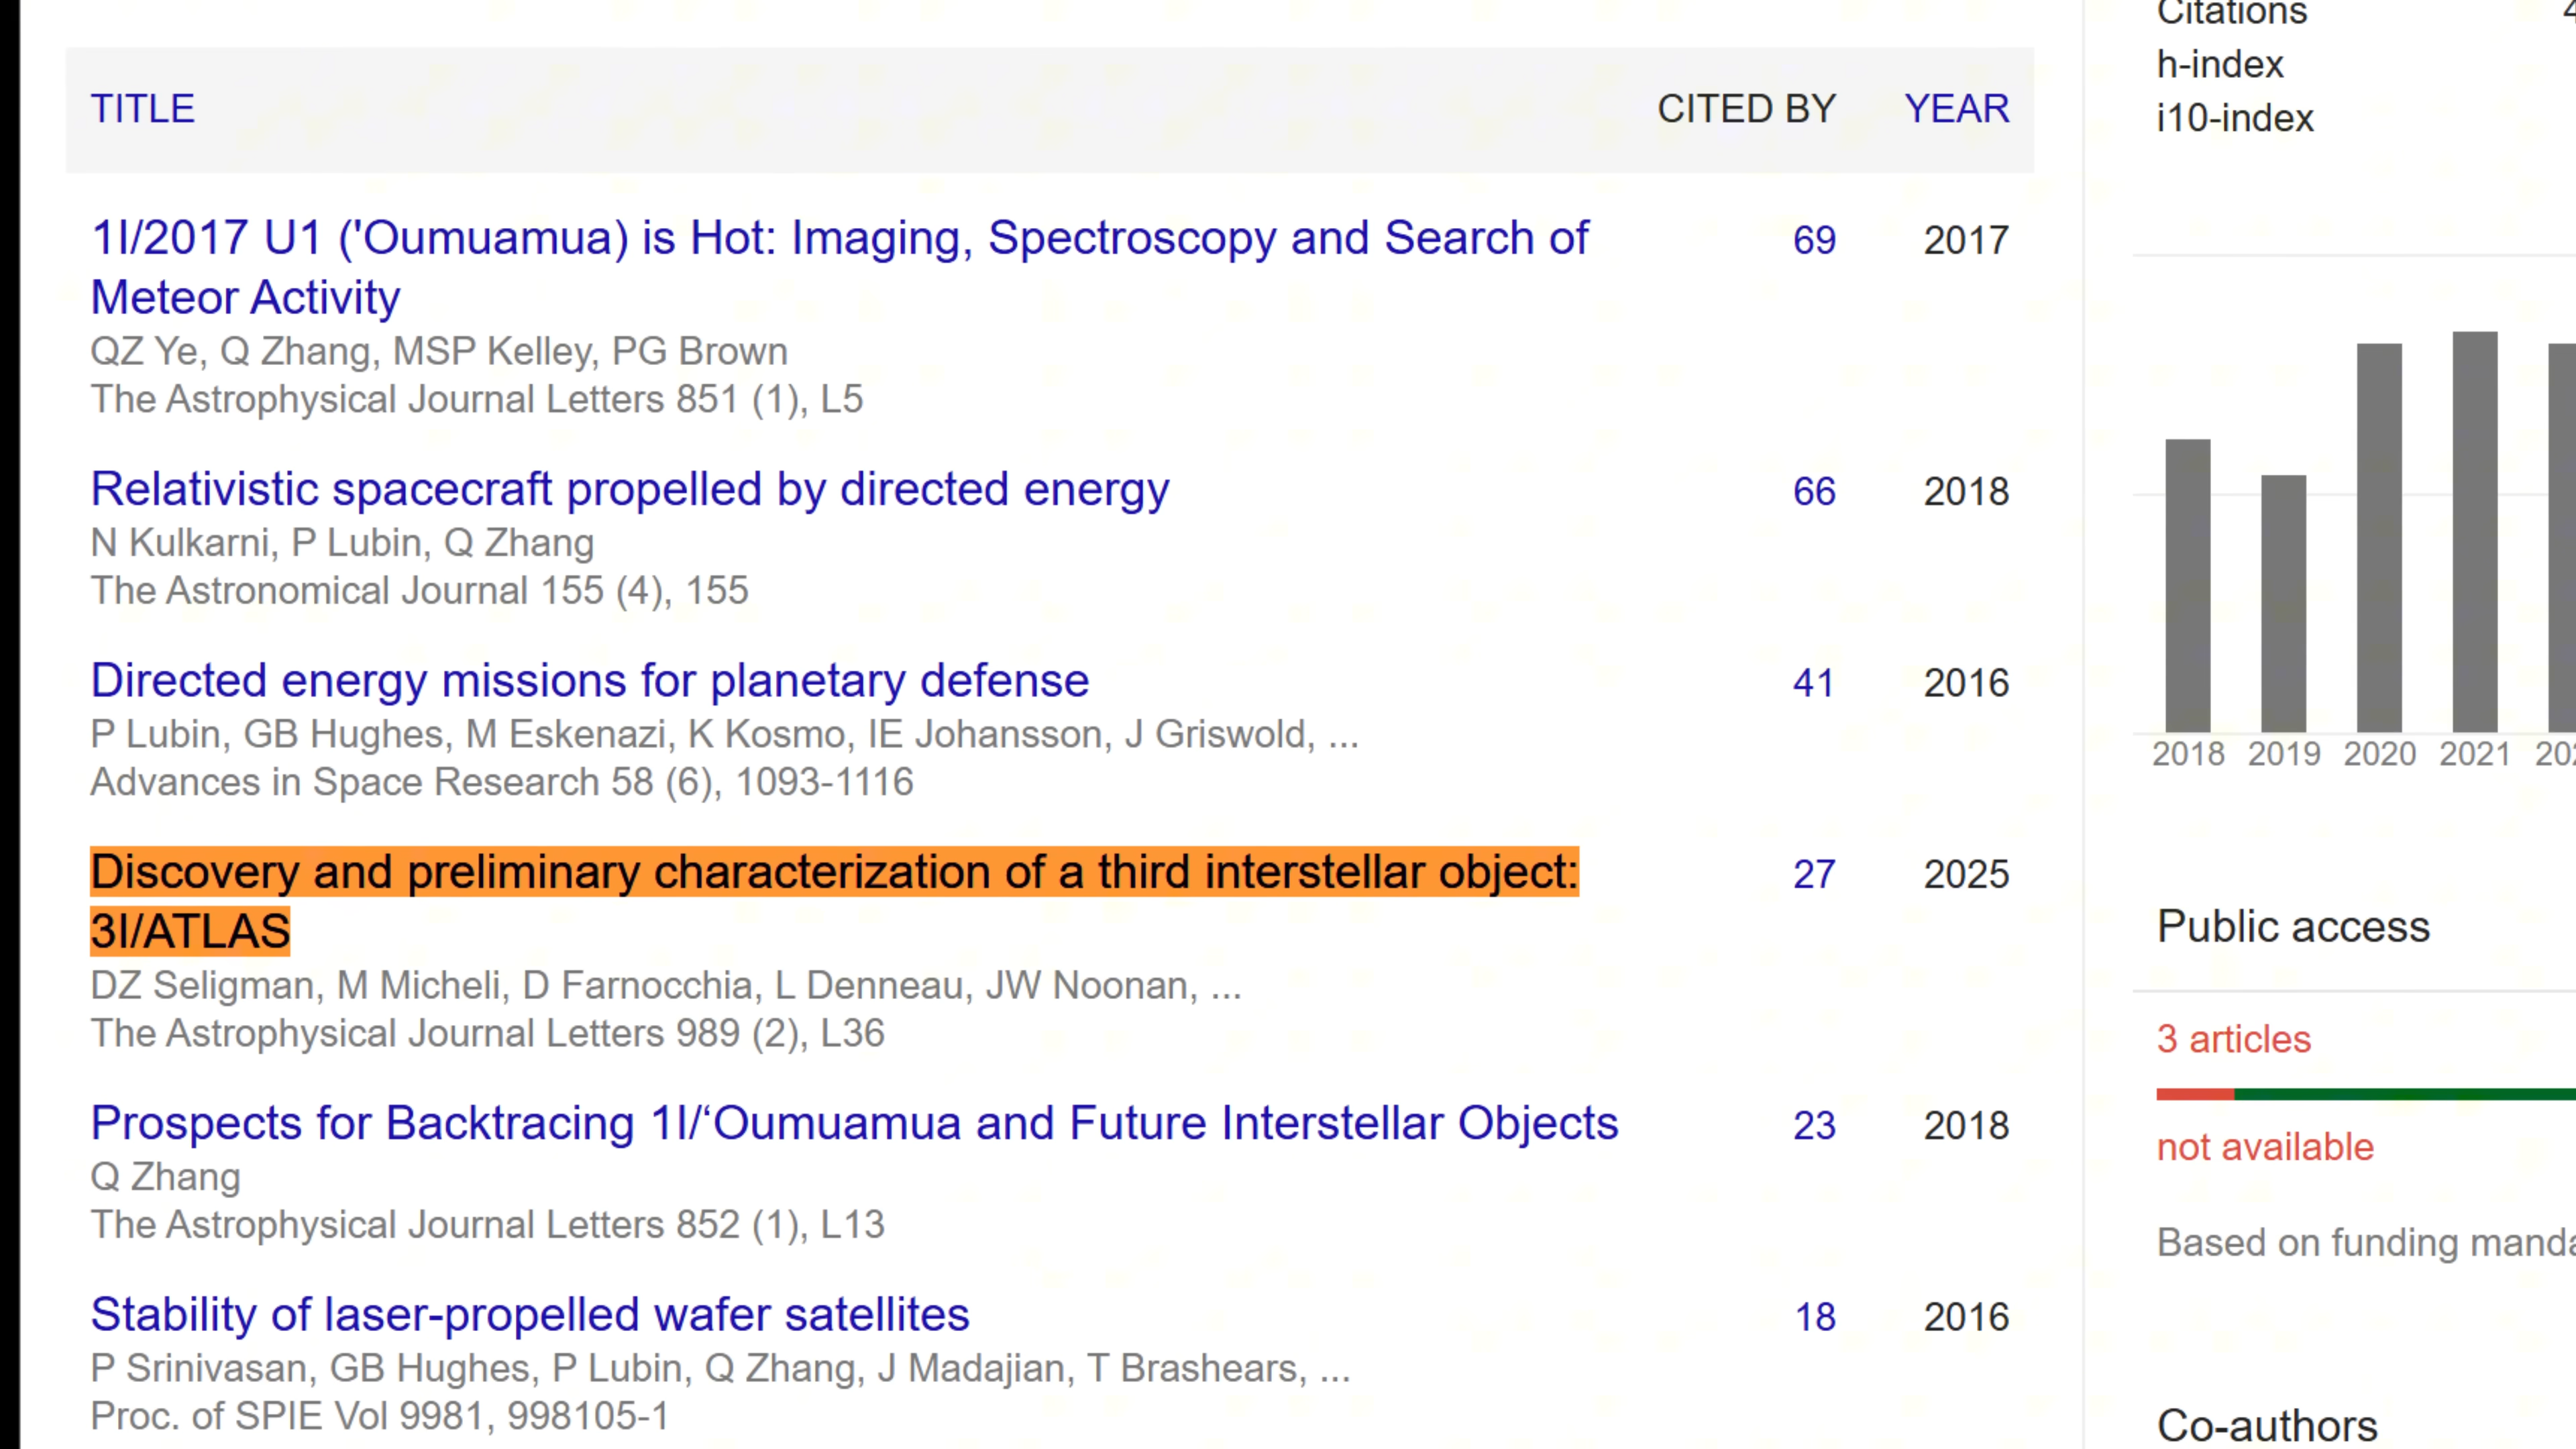 TITLE CITED BY YEAR
1I/2017 U1 ('Oumuamua) is Hot: Imaging, Spectroscopy and Search of 69 2017
Meteor Activity
QZ Ye, Q Zhang, MSP Kelley, PG Brown
The Astrophysical Journal Letters 851 (1), L5
Relativistic spacecraft propelled by directed energy 66 2018
N Kulkarni, P Lubin, Q Zhang
The Astronomical Journal 155 (4), 155
Directed energy missions for planetary defense 41 2016
P Lubin, GB Hughes, M Eskenazi, K Kosmo, IE Johansson, J Griswold, ...
Advances in Space Research 58 (6), 1093-1116
Discovery and preliminary characterization of a third interstellar object: 27 2025
3I/ATLAS
DZ Seligman, M Micheli, D Farnocchia, L Denneau, JW Noonan, ...
The Astrophysical Journal Letters 989 (2), L36
Prospects for Backtracing 1I/‘Oumuamua and Future Interstellar Objects 23 2018
Q Zhang
The Astrophysical Journal Letters 852 (1), L13
Stability of laser-propelled wafer satellites 18 2016
P Srinivasan, GB Hughes, P Lubin, Q Zhang, J Madajian, T Brashears, ...
Proc. of SPIE Vol 9981, 998105-1
Citations
h-index
i10-index
2018 2019 2020 2021
Public access
3 articles
not available
Based on funding
Co-authors